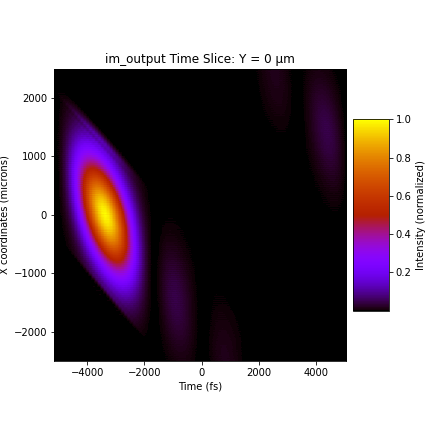 im_output Time Slice: Y = 0 μm
X coordinates (microns)
2000
1000
0
−1000
−2000
−4000 −2000 0 2000 4000
Time (fs)
1.0
0.8
0.6
0.4
0.2
Intensity (normalized)